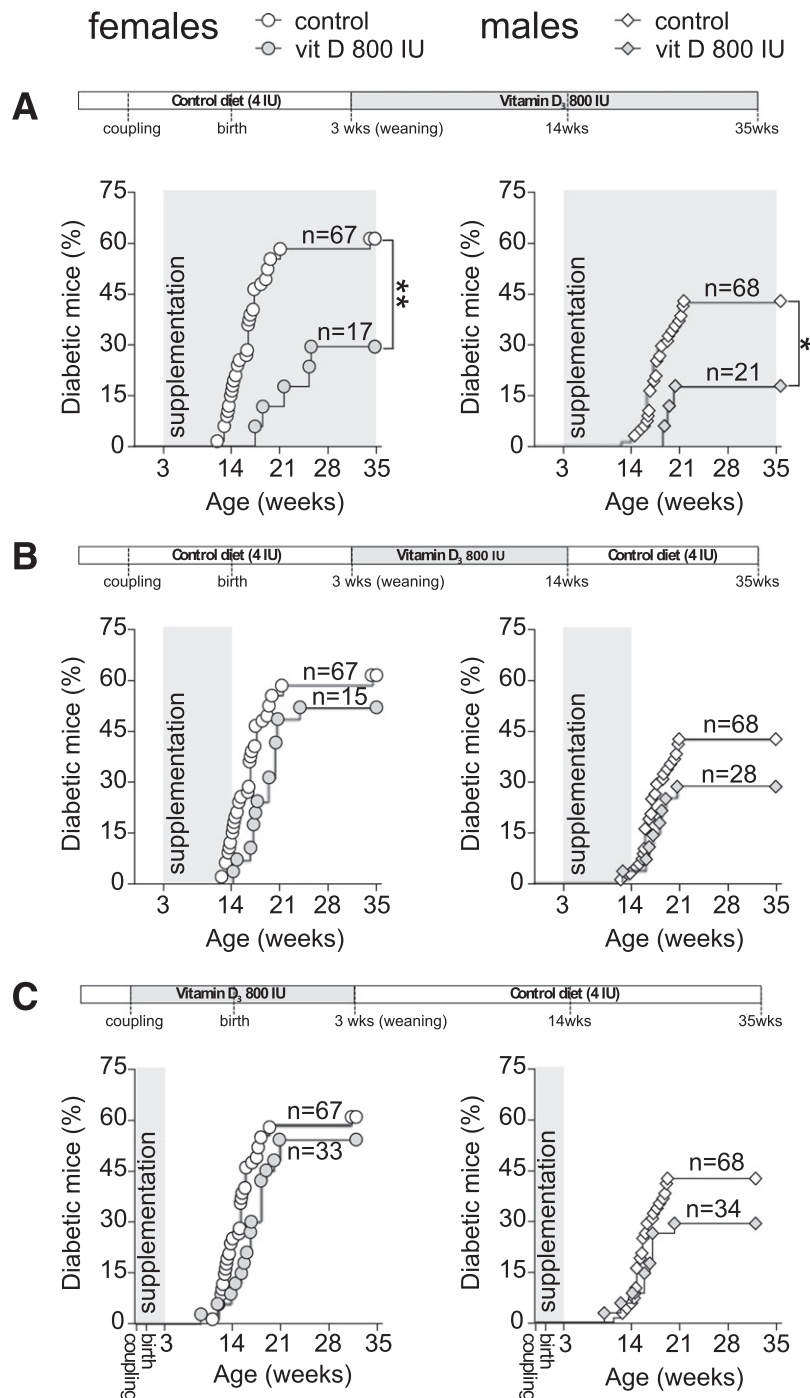 females control males control
vit D 800 IU vit D 800 IU
A
Control diet (4 IU) Vitamin D3 800 IU
coupling birth 3 wks (weaning) 14wks 35wks
75 75
60 n=67 60
45 ** 45 n=68
30 n=17 30 *
15 15 n=21
0 0
Diabetic mice (%) supplementation Diabetic mice (%) supplementation
3 14 21 28 35 3 14 21 28 35
Age (weeks) Age (weeks)
B
Control diet (4 IU) Vitamin D3 800 IU Control diet (4 IU)
coupling birth 3 wks (weaning) 14wks 35wks
75 75
60 n=67 60
n=15
45 45 n=68
30 30 n=28
15 15
0 0
Diabetic mice (%) supplementation Diabetic mice (%) supplementation
3 14 21 28 35 3 14 21 28 35
Age (weeks) Age (weeks)
C
Vitamin D3 800 IU Control diet (4 IU)
coupling birth 3 wks (weaning) 14wks 35wks
75 75
60 n=67 60
n=33
45 45 n=68
30 30 n=34
15 15
0 0
Diabetic mice (%) supplementation Diabetic mice (%) supplementation
coupling birth 3 14 21 28 35 coupling birth 3 14 21 28 35
Age (weeks) Age (weeks)